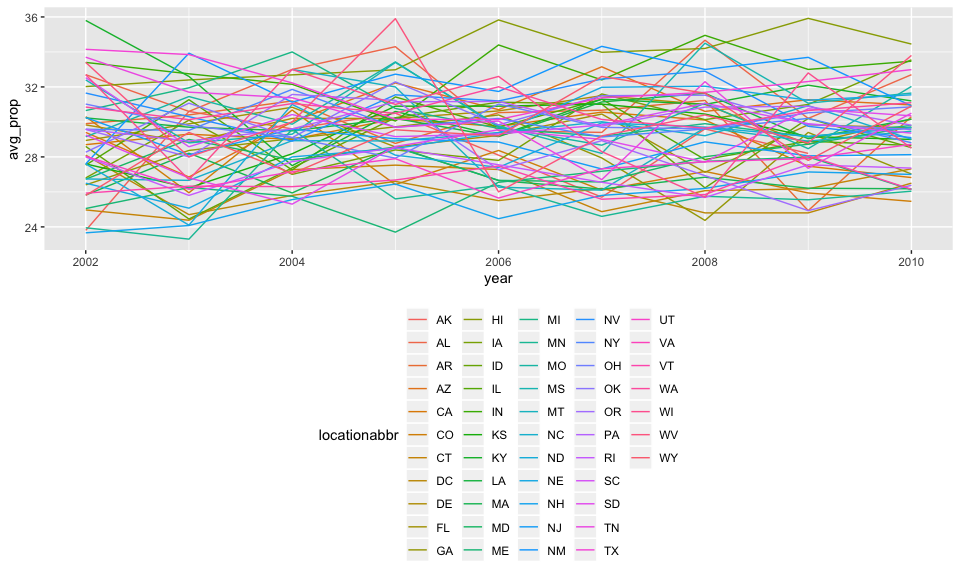 36
32
28
24
avg_prop
2002 2004 2006 2008 2010
year
locationabbr
AK HI MI NV UT
AL IA MN NY VA
AR ID MO OH VT
AZ IL MS OK WA
CA IN MT OR WI
CO KS NC PA WV
CT KY ND RI WY
DC LA NE SC
DE MA NH SD
FL MD NJ TN
GA ME NM TX